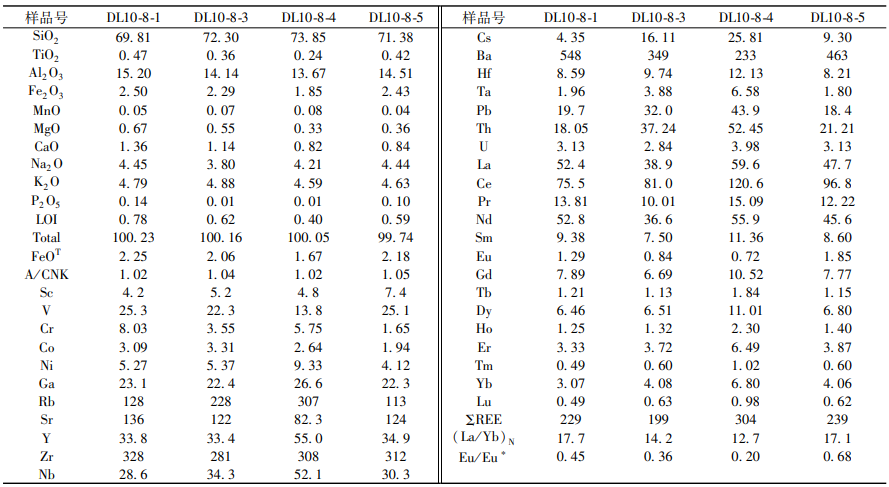 样品号 DL10-8-1 DL10-8-3 DL10-8-4 DL10-8-5 样品号 DL10-8-1 DL10-8-3 DL10-8-4 DL10-8-5
SiO₂ 69.81 72.30 73.85 71.38 Cs 4.35 16.11 25.81 9.30
TiO₂ 0.47 0.36 0.24 0.42 Ba 548 349 233 463
Al₂O₃ 15.20 14.14 13.67 14.51 Hf 8.59 9.74 12.13 8.21
Fe₂O₃ 2.50 2.29 1.85 2.43 Ta 1.96 3.88 6.58 1.80
MnO 0.05 0.07 0.08 0.04 Pb 19.7 32.0 43.9 18.4
MgO 0.67 0.55 0.33 0.36 Th 18.05 37.24 52.45 21.21
CaO 1.36 1.14 0.82 0.84 U 3.13 2.84 3.98 3.13
Na₂O 4.45 3.80 4.21 4.44 La 52.4 38.9 59.6 47.7
K₂O 4.79 4.88 4.59 4.63 Ce 75.5 81.0 120.6 96.8
P₂O₅ 0.14 0.01 0.01 0.10 Pr 13.81 10.01 15.09 12.22
LOI 0.78 0.62 0.40 0.59 Nd 52.8 36.6 55.9 45.6
Total 100.23 100.16 100.05 99.74 Sm 9.38 7.50 11.36 8.60
FeOᵀ 2.25 2.06 1.67 2.18 Eu 1.29 0.84 0.72 1.85
A/CNK 1.02 1.04 1.02 1.05 Gd 7.89 6.69 10.52 7.77
Sc 4.2 5.2 4.8 7.4 Tb 1.21 1.13 1.84 1.15
V 25.3 22.3 13.8 25.1 Dy 6.46 6.51 11.01 6.80
Cr 8.03 3.55 5.75 1.65 Ho 1.25 1.32 2.30 1.40
Co 3.09 3.31 2.64 1.94 Er 3.33 3.72 6.49 3.87
Ni 5.27 5.37 9.33 4.12 Tm 0.49 0.60 1.02 0.60
Ga 23.1 22.4 26.6 22.3 Yb 3.07 4.08 6.80 4.06
Rb 128 228 307 113 Lu 0.49 0.63 0.98 0.62
Sr 136 122 82.3 124 ΣREE 229 199 304 239
Y 33.8 33.4 55.0 34.9 (La/Yb)N 17.7 14.2 12.7 17.1
Zr 328 281 308 312 Eu/Eu* 0.45 0.36 0.20 0.68
Nb 28.6 34.3 52.1 30.3